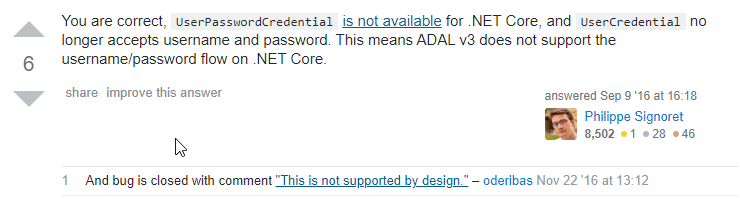 You are correct, UserPasswordCredential is not available for .NET Core, and UserCredential no
longer accepts username and password. This means ADAL v3 does not support the
6
username/password flow on .NET Core.
share improve this answer
answered Sep 9 '16 at 16:18
Philippe Signoret
8,502 1 28 46
1 And bug is closed with comment "This is not supported by design." – oderibas Nov 22 '16 at 13:12